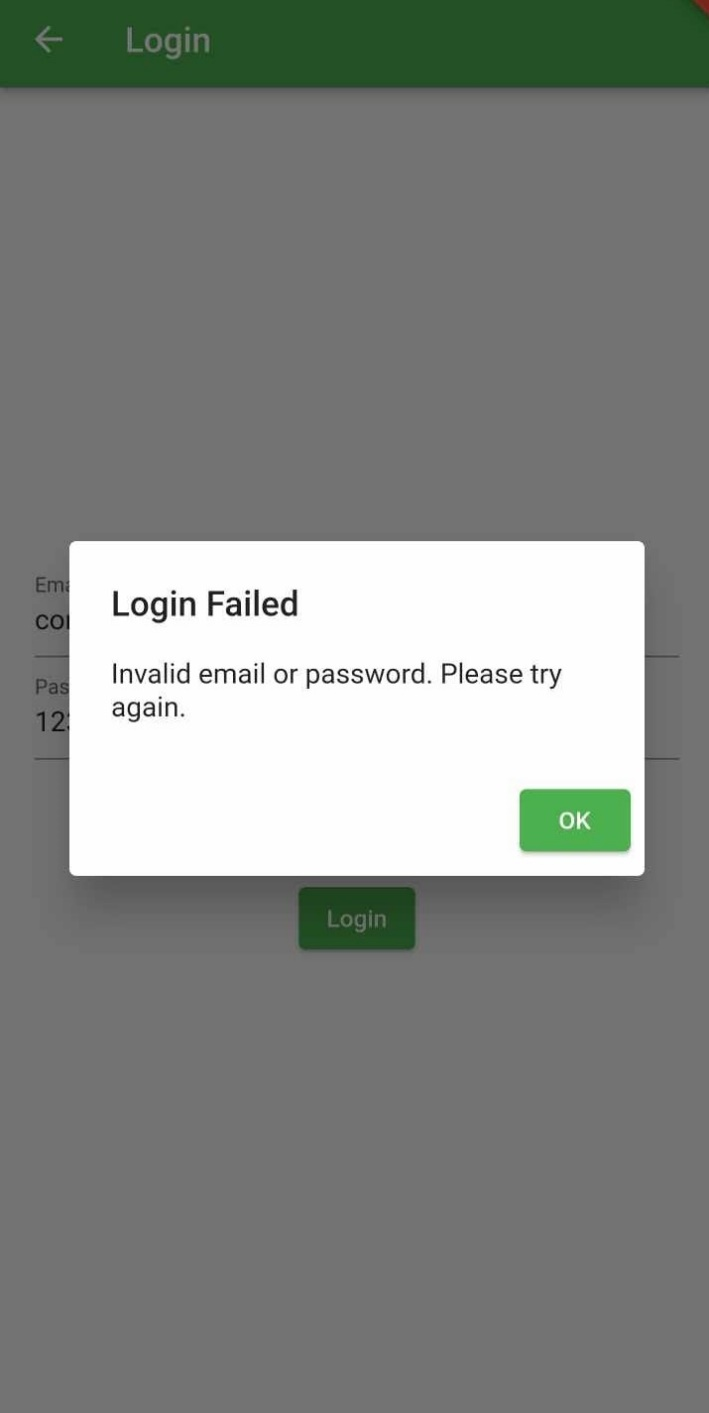 Login
Login Failed
Invalid email or password. Please try
again.
OK
Login